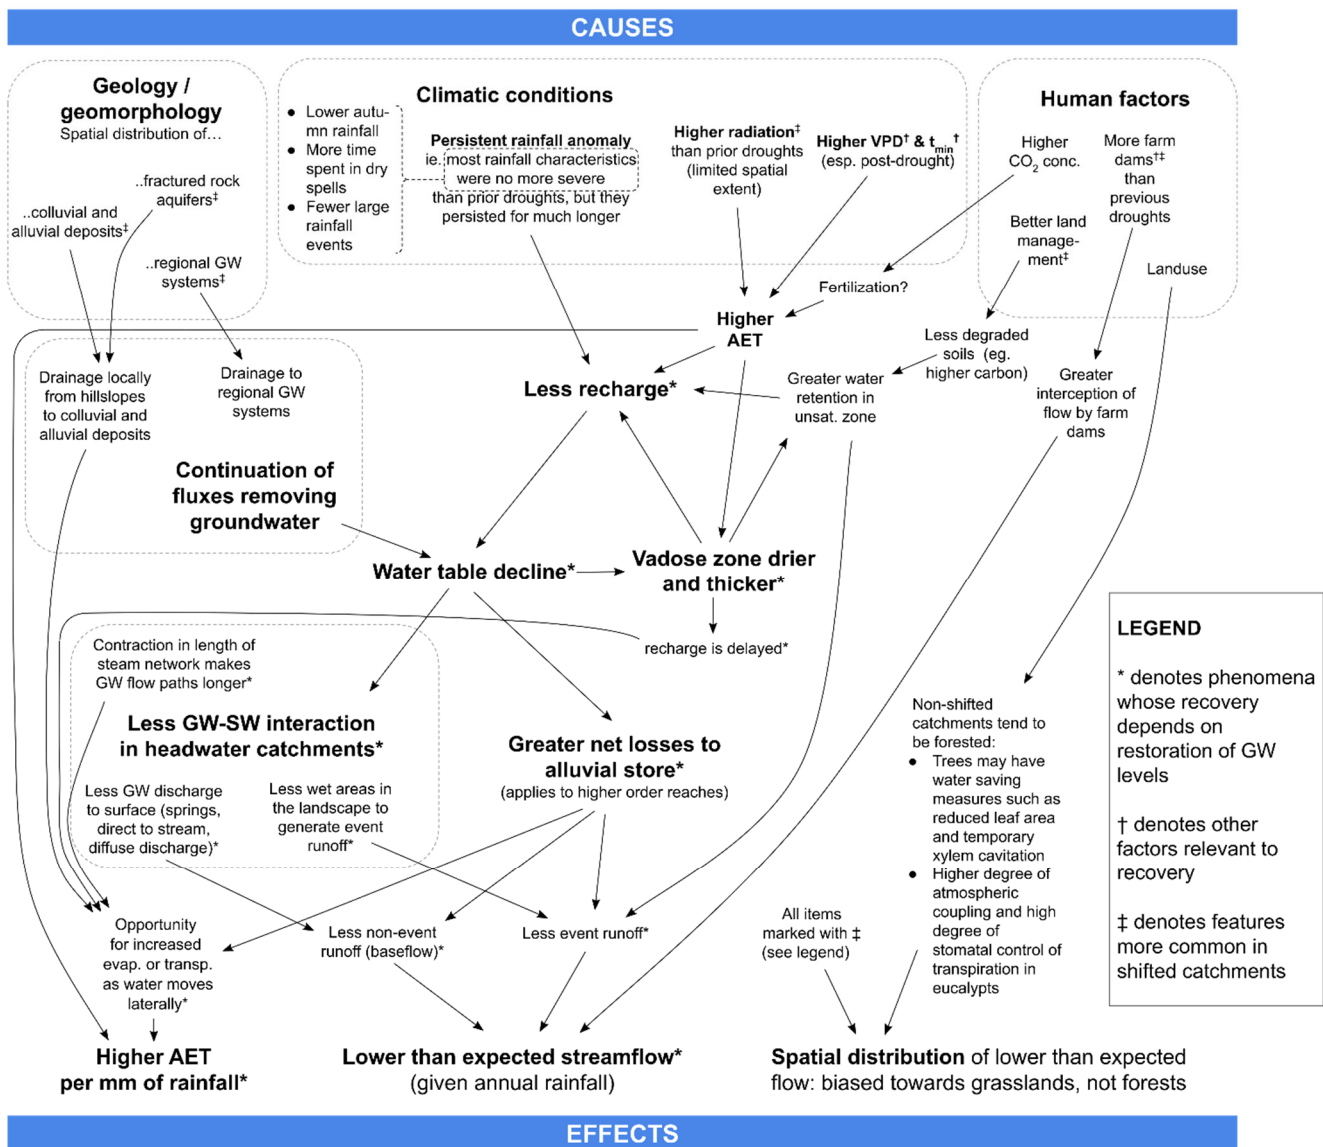 CAUSES
Geology /
geomorphology
Spatial distribution of...
..fractured rock
aquifers‡
..colluvial and
alluvial deposits‡
..regional GW
systems‡
Climatic conditions
● Lower autu-
mn rainfall
● More time
spent in dry
spells
● Fewer large
rainfall
events
Persistent rainfall anomaly
ie. most rainfall characteristics
were no more severe
than prior droughts, but they
persisted for much longer
Higher radiation‡
than prior droughts
(limited spatial
extent)
Higher VPD† & tmin†
(esp. post-drought)
Human factors
Higher
CO2 conc.
More farm
dams†‡
than
previous
droughts
Better land
manage-
ment‡
Landuse
Fertilization?
Higher
AET
Less degraded
soils (eg.
higher carbon)
Drainage locally
from hillslopes
to colluvial and
alluvial deposits
Drainage to
regional GW
systems
Less recharge*
Greater water
retention in
unsat. zone
Greater
interception of
flow by farm
dams
Continuation of
fluxes removing
groundwater
Water table decline*
Vadose zone drier
and thicker*
recharge is delayed*
Contraction in length of
steam network makes
GW flow paths longer*
Less GW-SW interaction
in headwater catchments*
Less GW discharge
to surface (springs,
direct to stream,
diffuse discharge)*
Less wet areas in
the landscape to
generate event
runoff*
Greater net losses to
alluvial store*
(applies to higher order reaches)
Non-shifted
catchments tend to
be forested:
● Trees may have
water saving
measures such as
reduced leaf area
and temporary
xylem cavitation
● Higher degree of
atmospheric
coupling and high
degree of
stomatal control of
transpiration in
eucalypts
LEGEND
* denotes phenomena
whose recovery
depends on
restoration of GW
levels
† denotes other
factors relevant to
recovery
‡ denotes features
more common in
shifted catchments
Opportunity
for increased
evap. or transp.
as water moves
laterally*
Less non-event
runoff (baseflow)*
Less event runoff*
All items
marked with ‡
(see legend)
Higher AET
per mm of rainfall*
Lower than expected streamflow*
(given annual rainfall)
Spatial distribution of lower than expected
flow: biased towards grasslands, not forests
EFFECTS